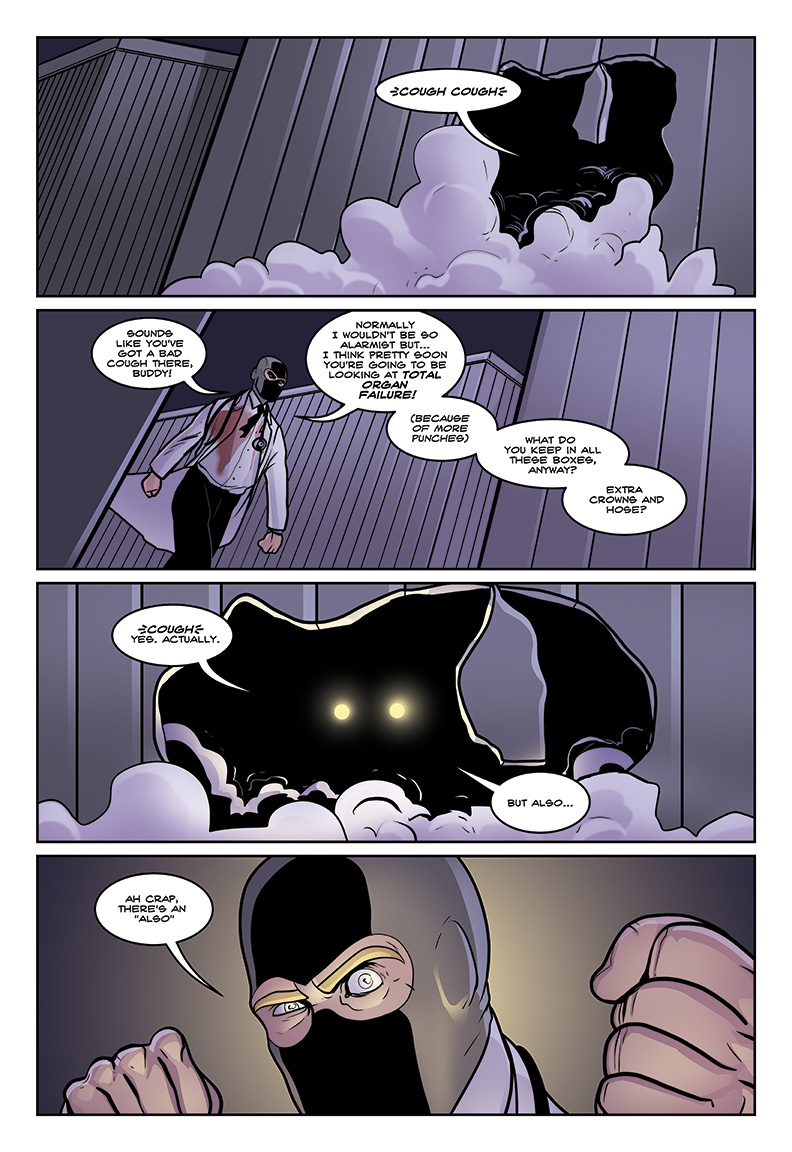 COUGH COUGH
SOUNDS
LIKE YOU'VE
GOT A BAD
COUGH THERE,
BUDDY!
NORMALLY
I WOULDN'T BE SO
ALARMIST BUT...
I THINK PRETTY SOON
YOU'RE GOING TO BE
LOOKING AT TOTAL
ORGAN
FAILURE!
(BECAUSE
OF MORE
PUNCHES)
WHAT DO
YOU KEEP IN ALL
THESE BOXES,
ANYWAY?
EXTRA
CROWNS AND
HOSE?
COUGH
YES. ACTUALLY.
BUT ALSO...
AH CRAP,
THERE'S AN
"ALSO"